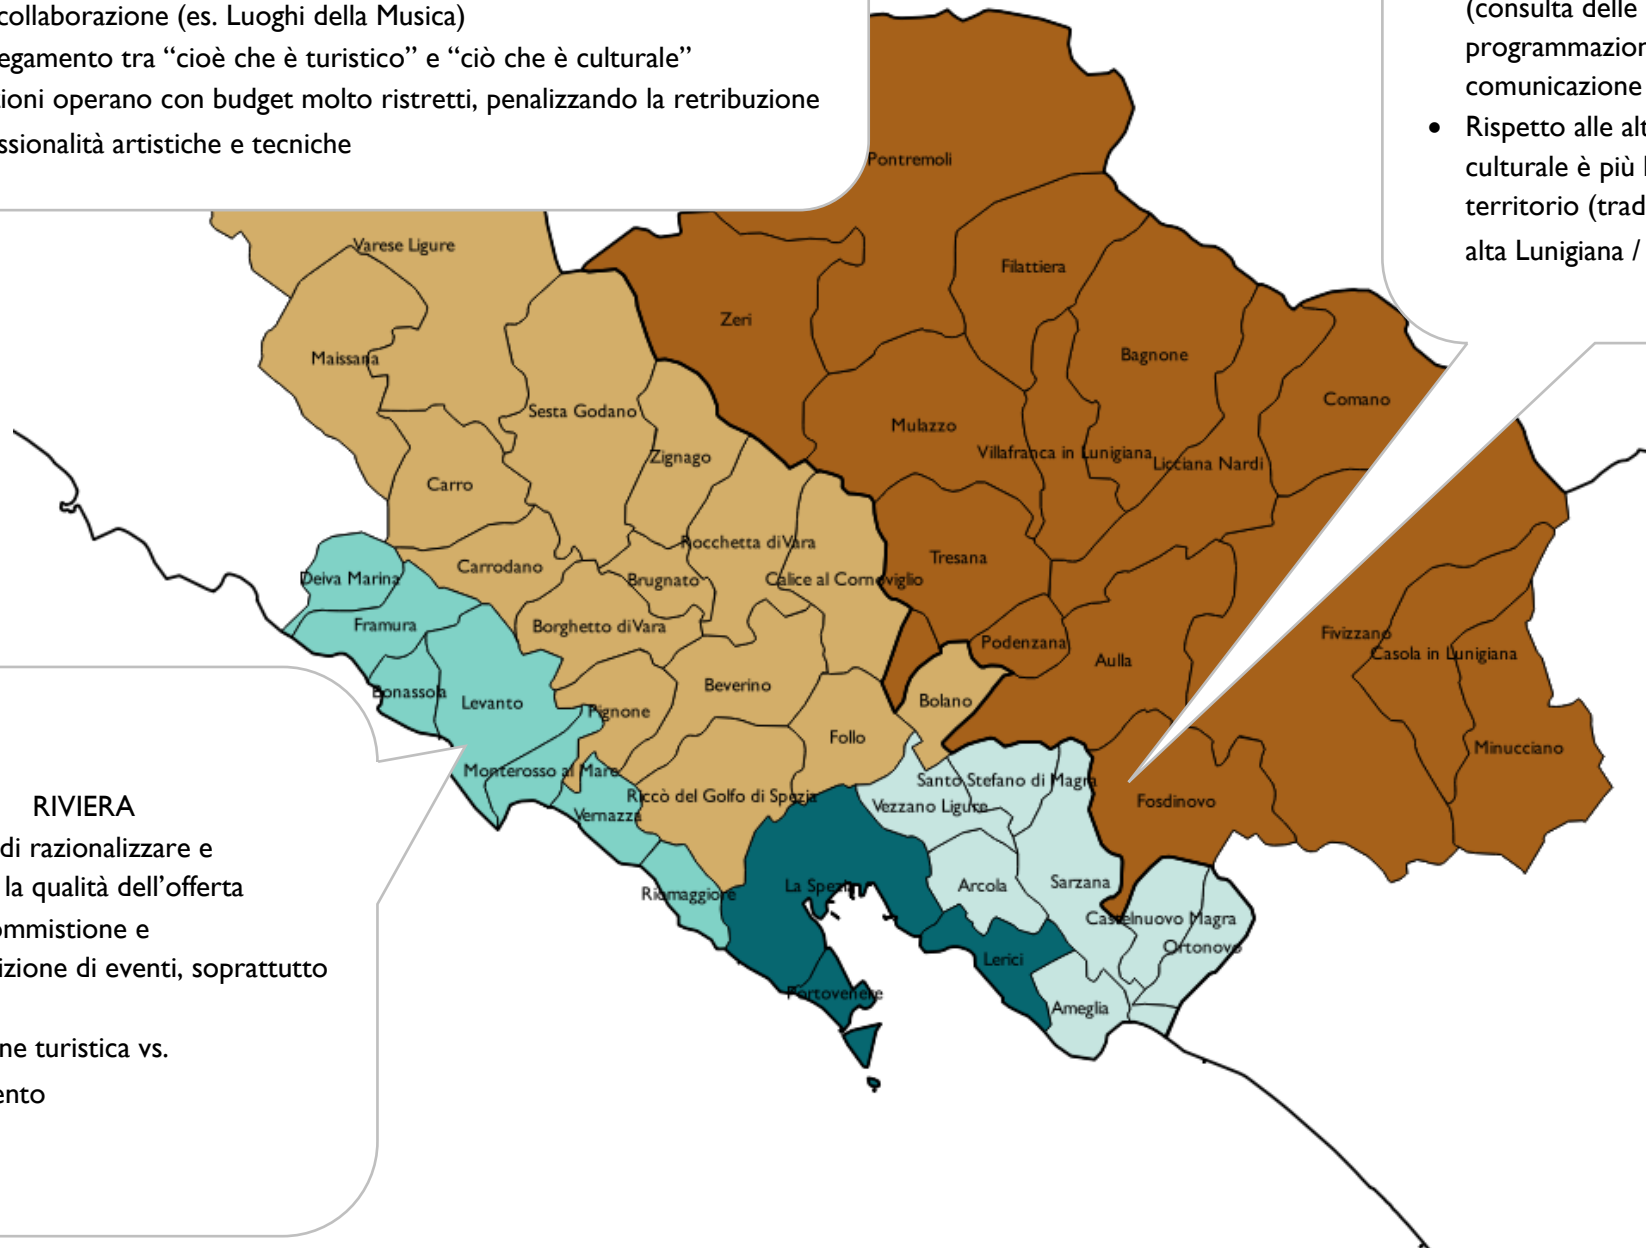 collaborazione (es. Luoghi della Musica)
egamento tra “cioè che è turistico” e “ciò che è culturale”
ioni operano con budget molto ristretti, penalizzando la retribuzione
ssionalità artistiche e tecniche
(consulta delle
programmazion
comunicazione
• Rispetto alle alt
culturale è più l
territorio (trad
alta Lunigiana /
Pontremoli
Varese Ligure
Filattiera
Zeri
Maissana
Bagnone
Comano
Sesta Godano
Mulazzo
Villafranca in Lunigiana
Licciana Nardi
Zignago
Carro
Rocchetta di Vara
Tresana
Carrodano
Deiva Marina
Brugnato
Calice al Cornoviglio
Framura
Borghetto di Vara
Podenzana
Fivizzano
Casola in Lunigiana
Aulla
Bonassola
Levanto
Beverino
Bolano
Pignone
Follo
Minucciano
Monterosso al Mare
Santo Stefano di Magra
Riccò del Golfo di Spezia
Vezzano Ligure
Fosdinovo
Vernazza
Riomaggiore
La Spezia
Arcola
Sarzana
Castelnuovo Magra
Ortonovo
Lerici
Portovenere
Ameglia
RIVIERA
di razionalizzare e
la qualità dell’offerta
ommistione e
izione di eventi, soprattutto
ne turistica vs.
ento